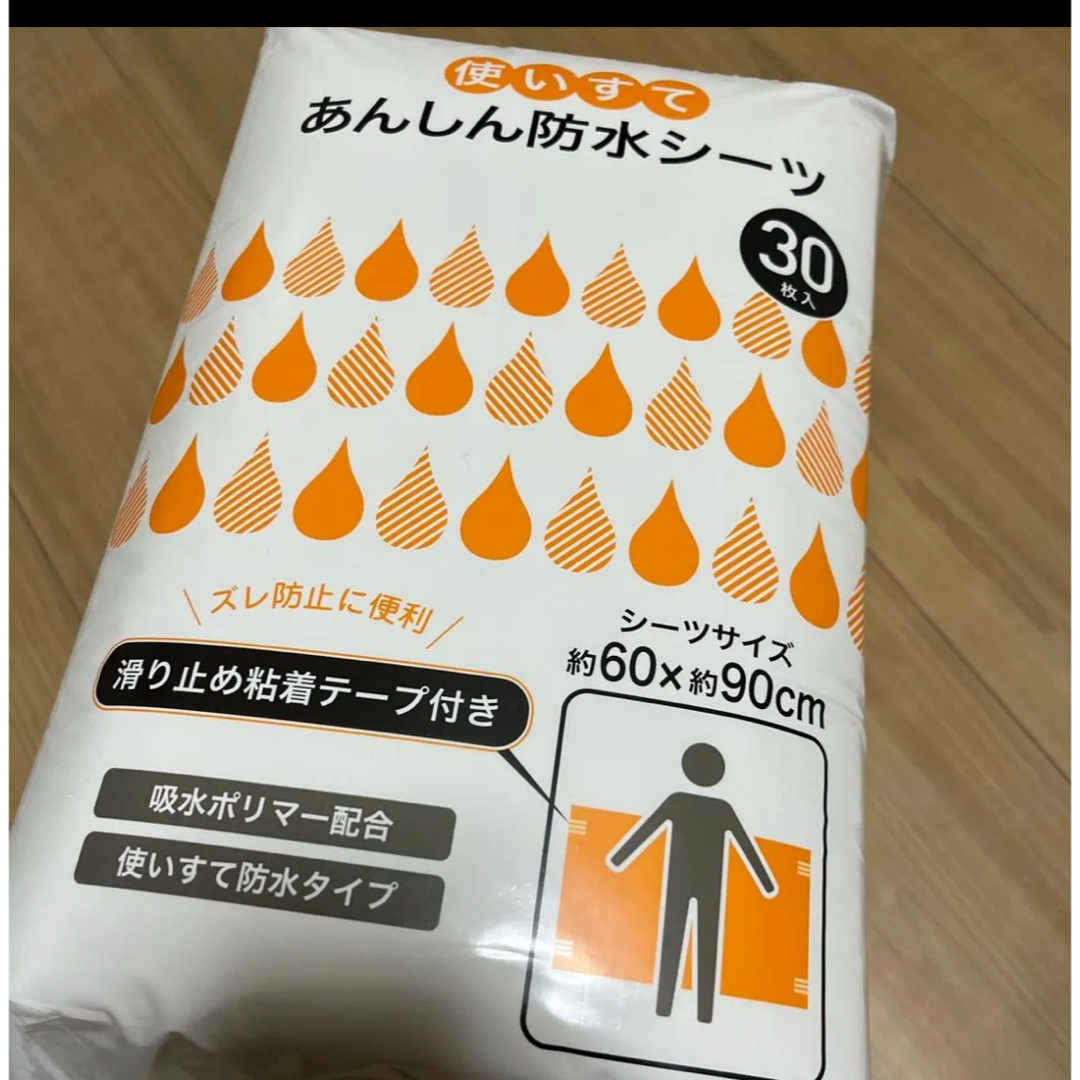 使いすて
あんしん防水シーツ
30
枚入
ズレ防止に便利
滑り止め粘着テープ付き
シーツサイズ
約60×約90cm
吸水ポリマー配合
使いすて防水タイプ